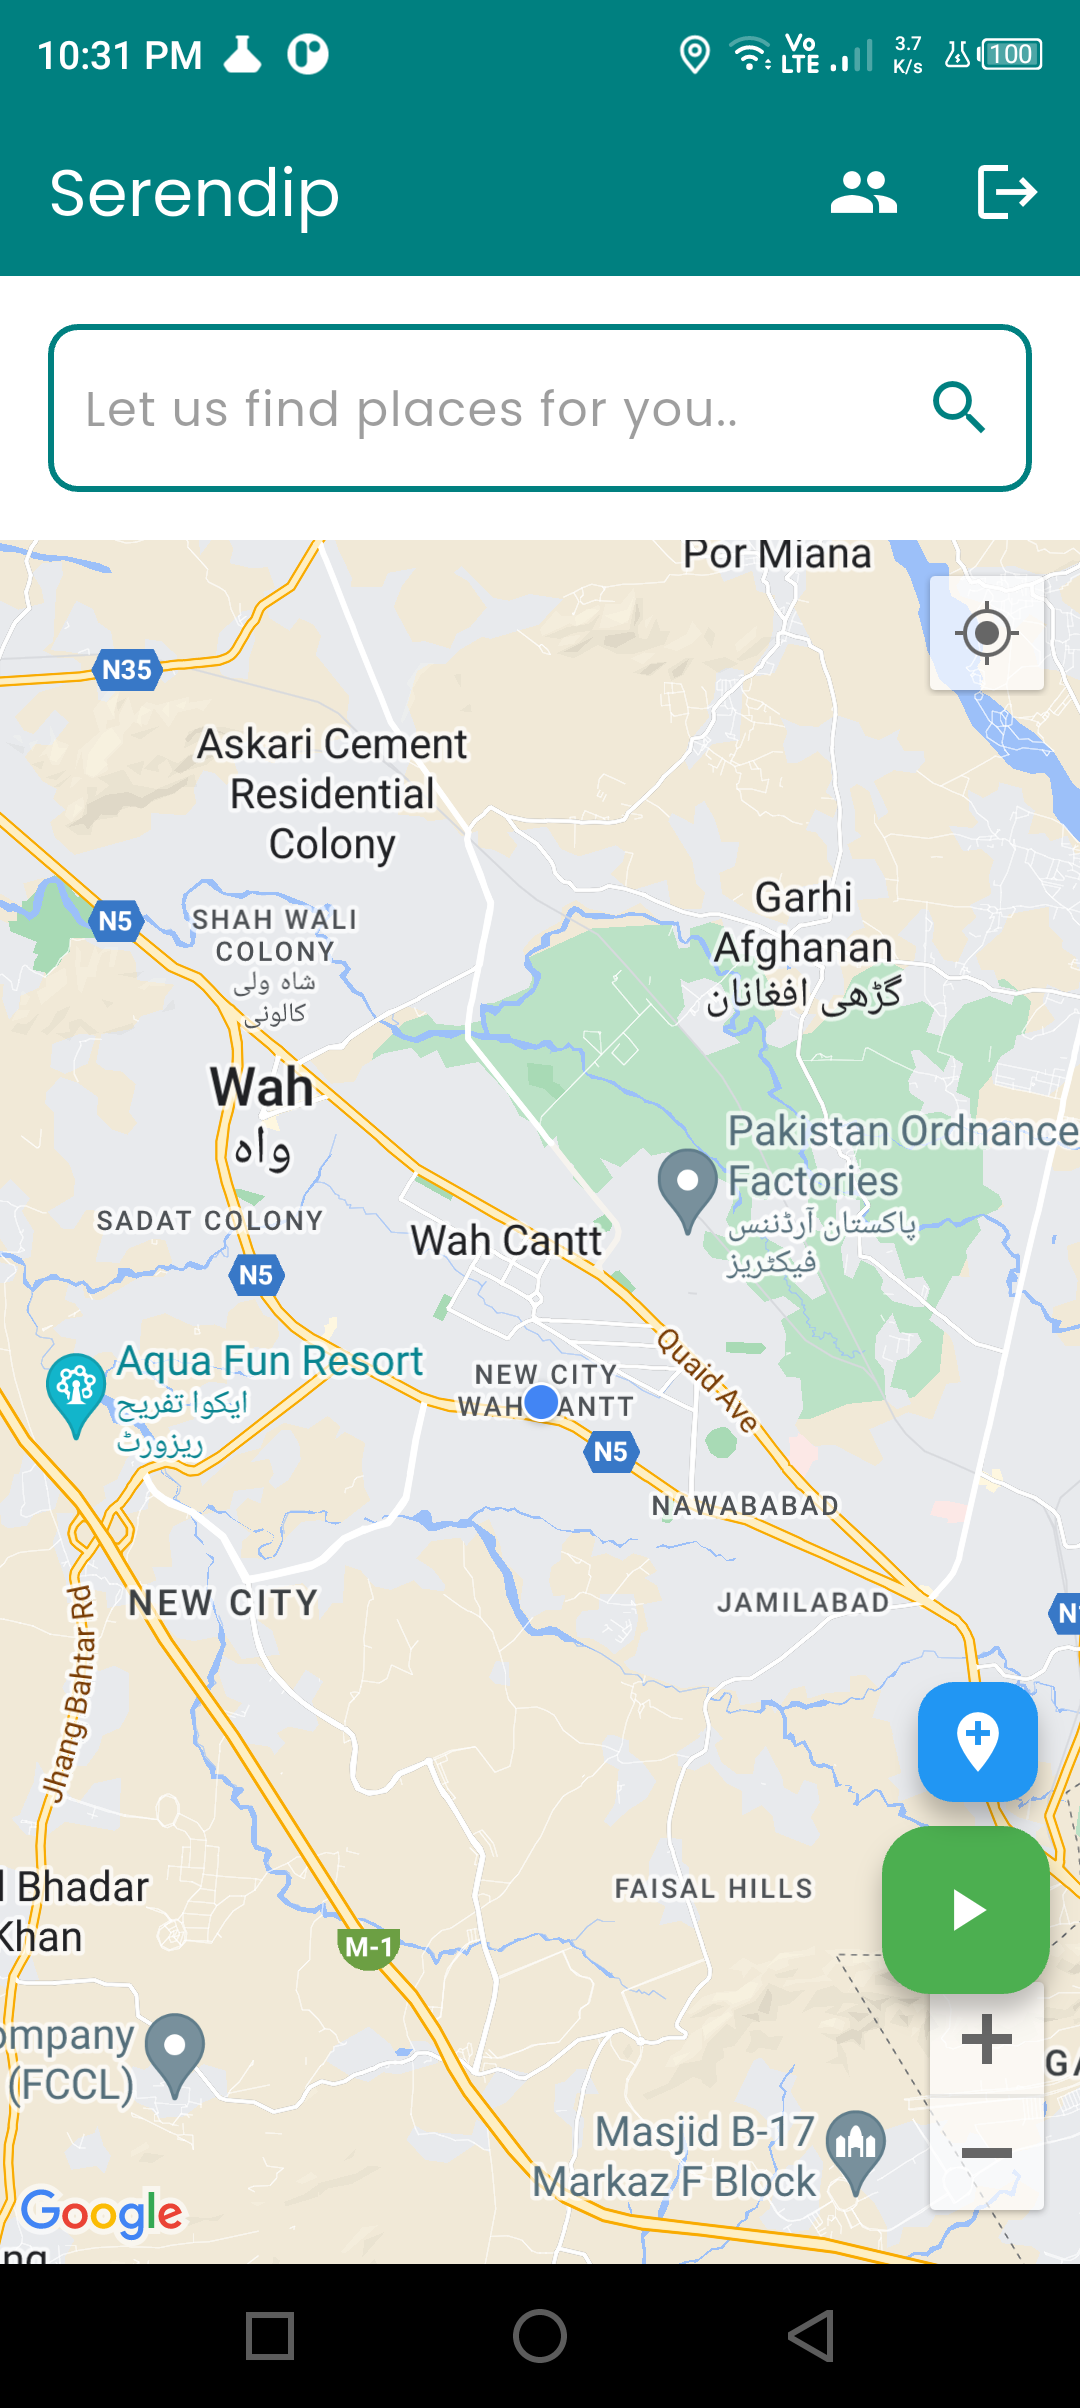 10:31 PM
Vo
LTE
3.7
K/s
100
Serendip
Let us find places for you..
Por Miana
N35
Askari Cement
Residential
Colony
N5
SHAH WALI
COLONY
شاہ ولی
کالونی
Garhi
Afghanan
گڑھی افغانان
Wah
واہ
Pakistan Ordnance
Factories
پاکستان آرڈننس
فیکٹریز
SADAT COLONY
Wah Cantt
N5
Quaid Ave
Aqua Fun Resort
ایکوا تفریح
ریزورٹ
NEW CITY
WAH ANTT
N5
NAWABABAD
NEW CITY
JAMILABAD
Jhang Bahtar Rd
Bhadar
Khan
FAISAL HILLS
M-1
ompany
(FCCL)
GA
Masjid B-17
Markaz F Block
Google
ng